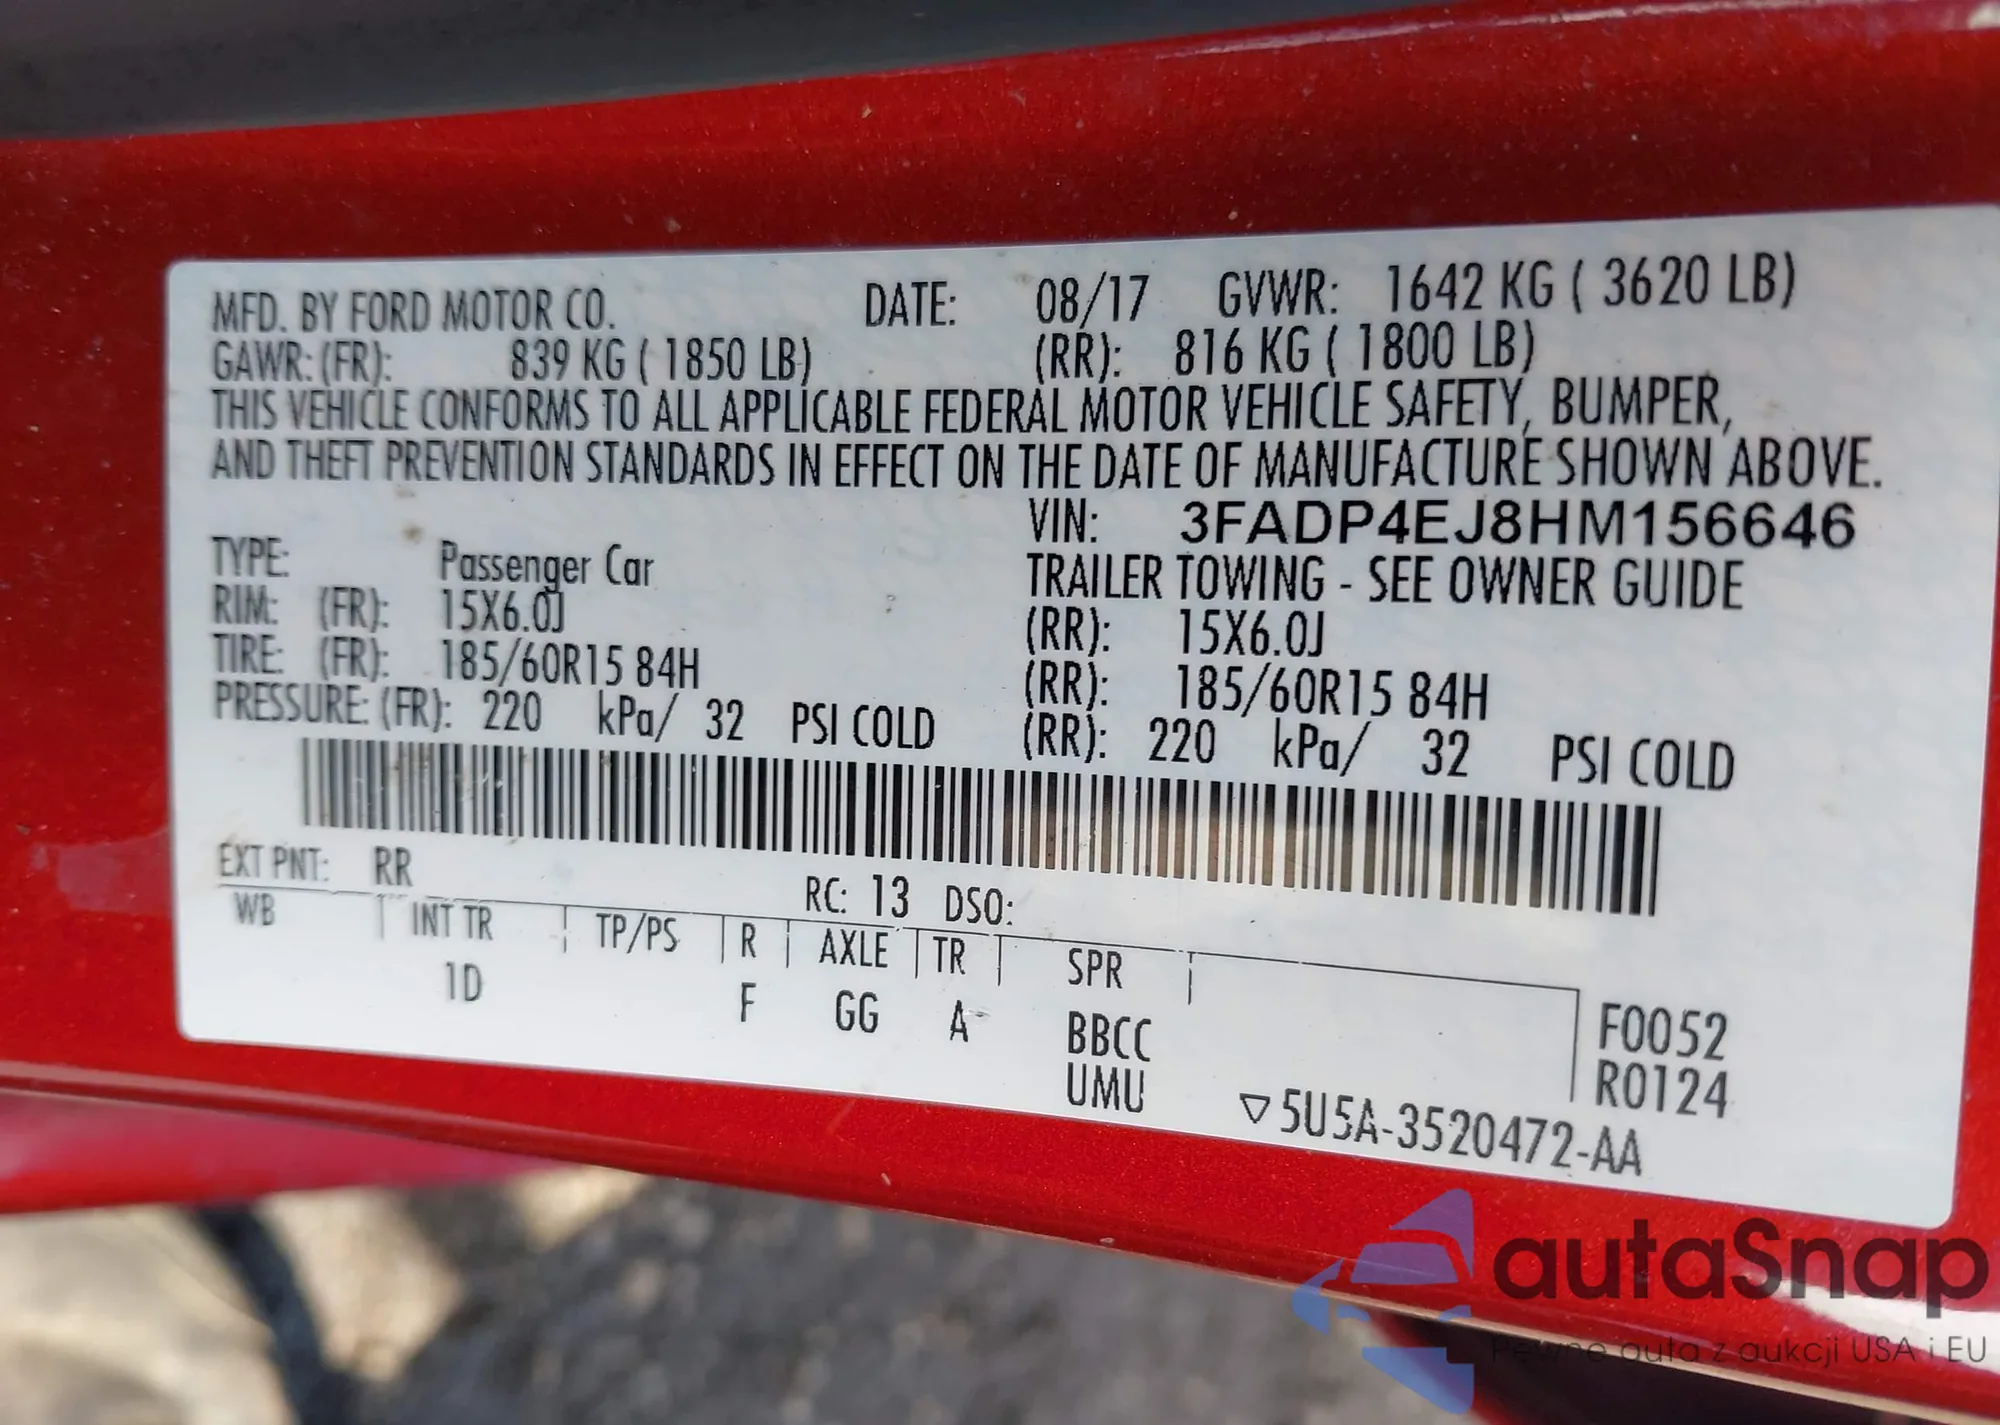 MFD. BY FORD MOTOR CO. DATE: 08/17 GVWR: 1642 KG ( 3620 LB)
GAWR: (FR): 839 KG ( 1850 LB) (RR): 816 KG ( 1800 LB)
THIS VEHICLE CONFORMS TO ALL APPLICABLE FEDERAL MOTOR VEHICLE SAFETY, BUMPER,
AND THEFT PREVENTION STANDARDS IN EFFECT ON THE DATE OF MANUFACTURE SHOWN ABOVE.
VIN: 3FADP4EJ8HM156646
TYPE: Passenger Car TRAILER TOWING - SEE OWNER GUIDE
RIM: (FR): 15X6.0J (RR): 15X6.0J
TIRE: (FR): 185/60R15 84H (RR): 185/60R15 84H
PRESSURE: (FR): 220 kPa/ 32 PSI COLD (RR): 220 kPa/ 32 PSI COLD
EXT PNT: RR RC: 13 DSO:
WB INT TR TP/PS R AXLE TR SPR
1D F GG A BBCC F0052
UMU R0124
▽5U5A-3520472-AA
autaSnap
Pewne auta z aukcji USA i EU